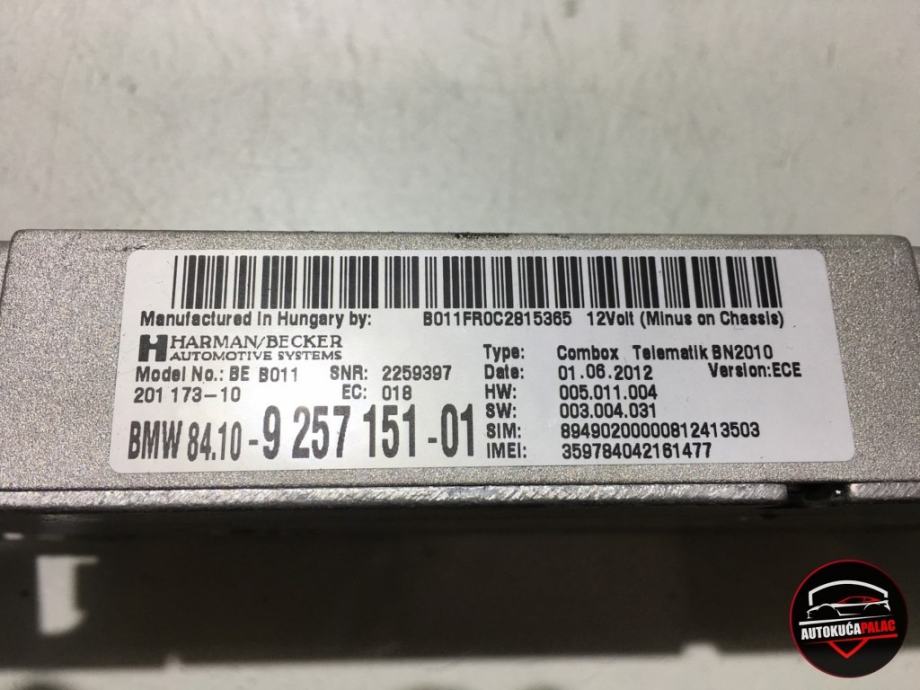 Manufactured in Hungary by: B011FR0C2815365 12Volt (Minus on Chassis)
HARMAN/BECKER
AUTOMOTIVE SYSTEMS
Model No.: BE B011 SNR: 2259397
201 173-10 EC: 018
BMW 84.10-9 257 151-01
Type: Combox Telematik BN2010
Date: 01.06.2012 Version:ECE
HW: 005.011.004
SW: 003.004.031
SIM: 89490200000812413503
IMEI: 359784042161477
AUTOKUĆAPALAC